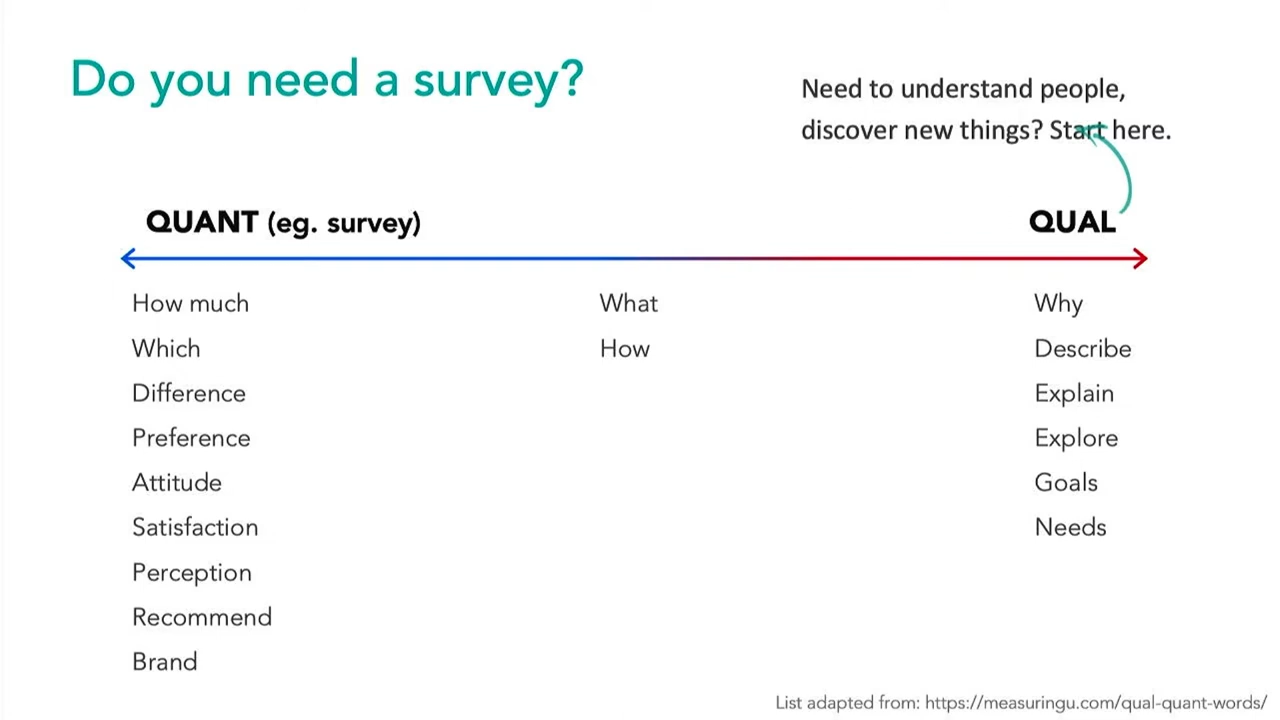 Do you need a survey?
Need to understand people,
discover new things? Start here.
QUANT (eg. survey)
QUAL
How much
Which
Difference
Preference
Attitude
Satisfaction
Perception
Recommend
Brand
What
How
Why
Describe
Explain
Explore
Goals
Needs
List adapted from: https://measuringu.com/qual-quant-words/